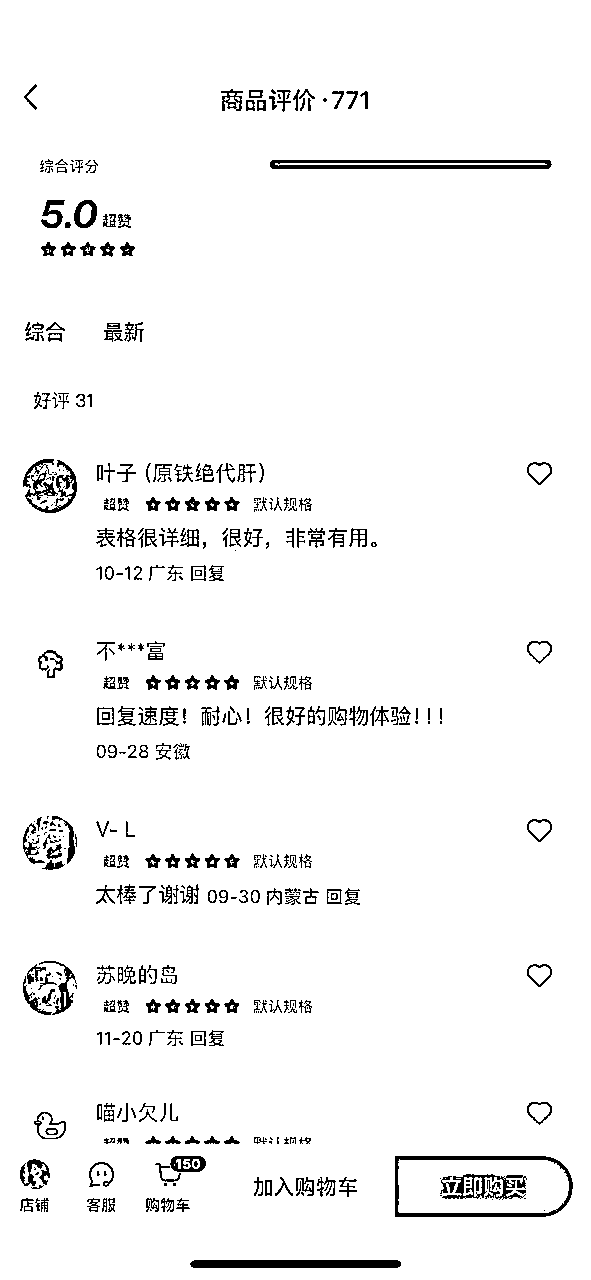 商品评价·771
综合评分
5.0 超赞
综合 最新
好评 31
叶子（原铁绝代肝）
超赞 默认规格
表格很详细，很好，非常有用。
10-12 广东 回复
不***富
超赞 默认规格
回复速度！耐心！很好的购物体验！！！
09-28 安徽
V- L
超赞 默认规格
太棒了谢谢 09-30 内蒙古 回复
苏晚的岛
超赞 默认规格
11-20 广东 回复
喵小欠儿
超赞 默认规格
150
加入购物车 立即购买
店铺 客服 购物车